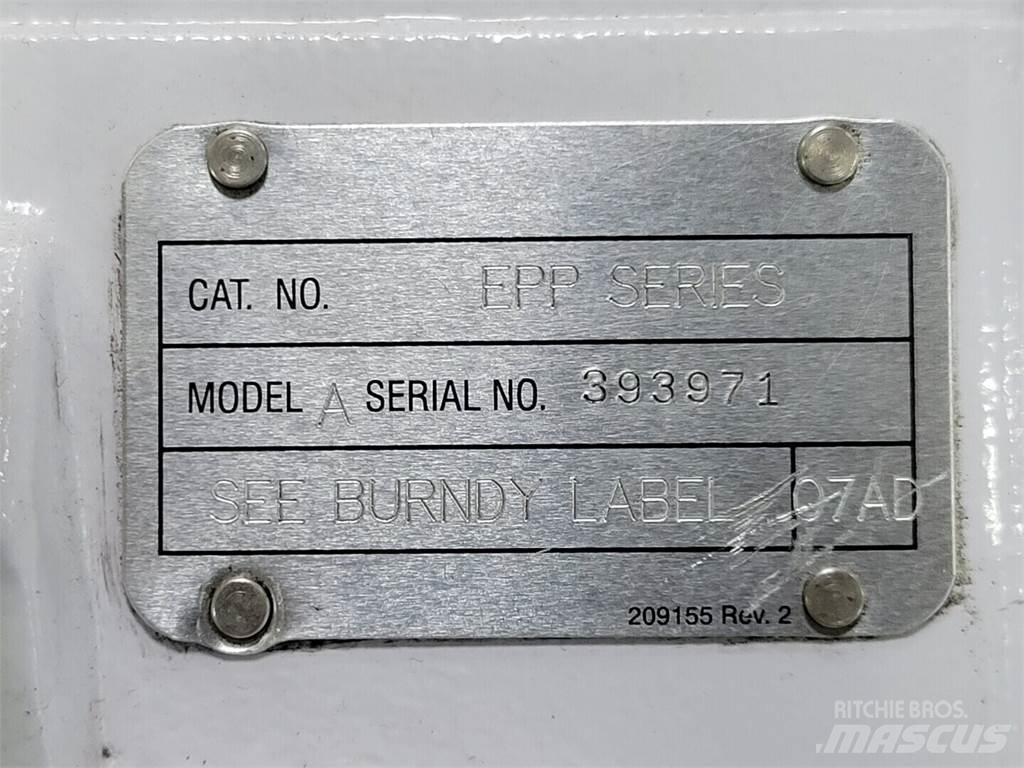 CAT. NO. EPP SERIES
MODEL A SERIAL NO. 393971
SEE BURNDY LABEL 07AD
209155 Rev. 2
RITCHIE BROS.
MASCUS